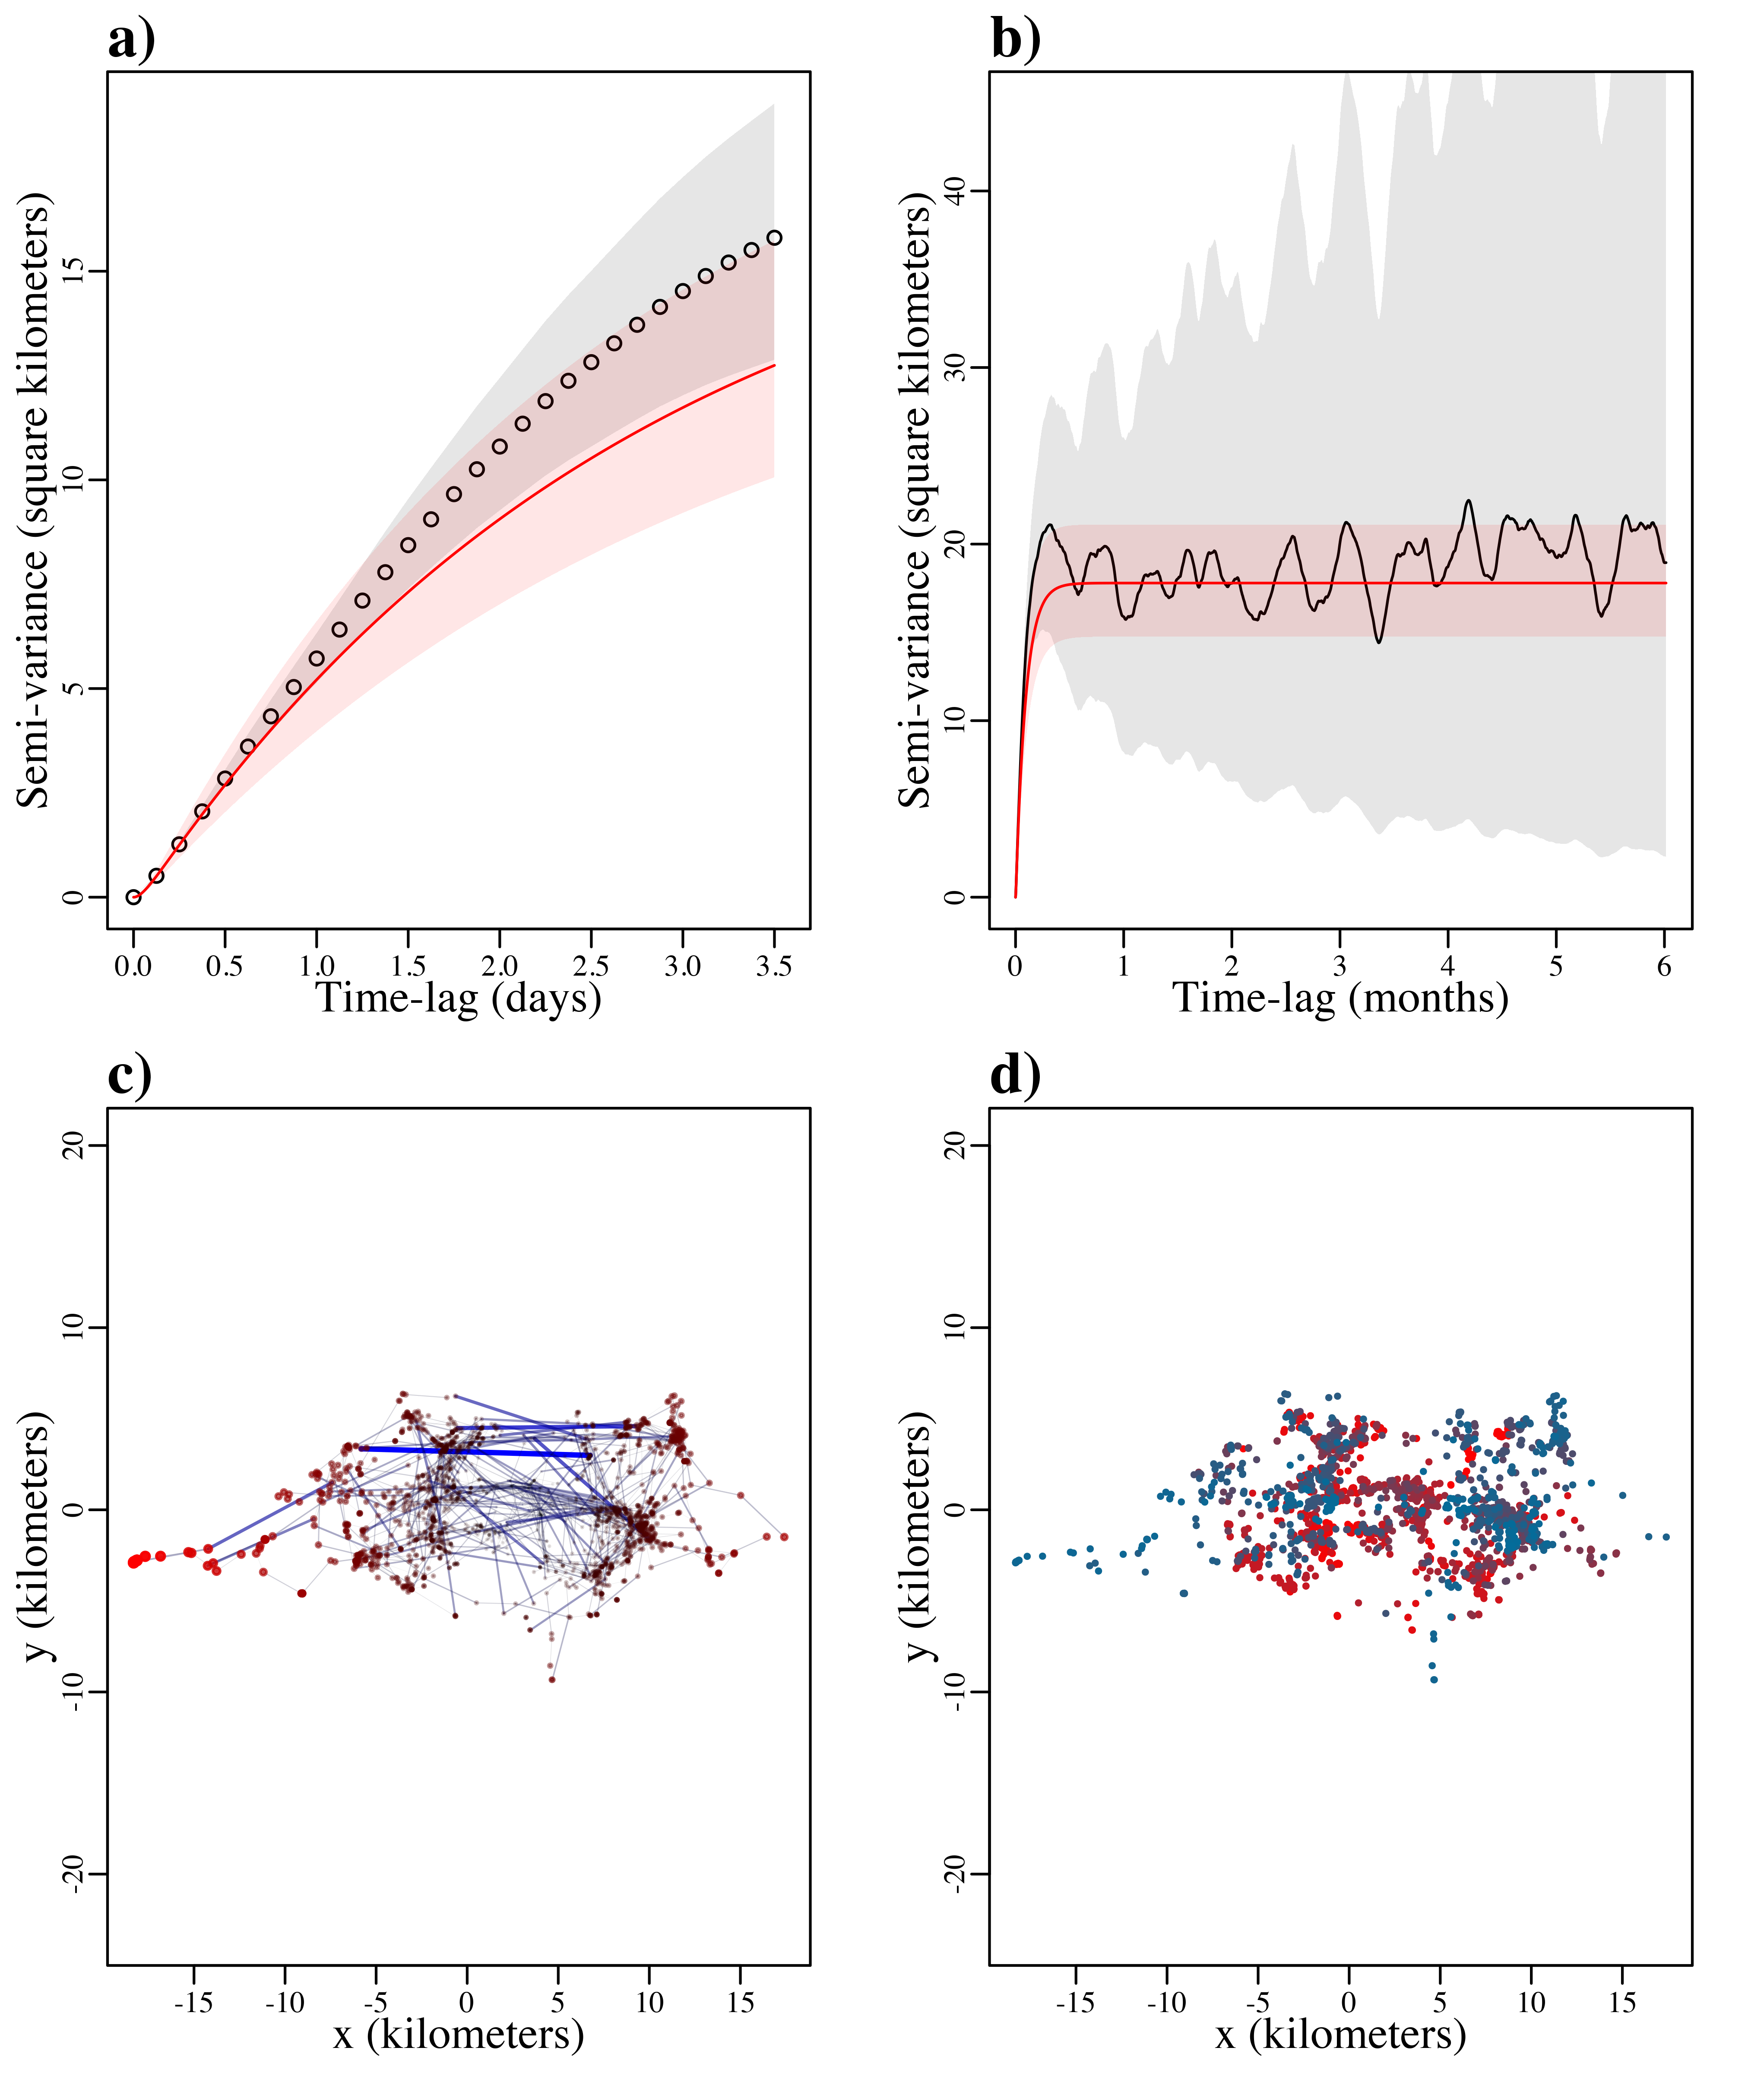 a)
Semi-variance (square kilometers)
15
10
5
0
0.0 0.5 1.0 1.5 2.0 2.5 3.0 3.5
Time-lag (days)
b)
Semi-variance (square kilometers)
40
30
20
10
0
0 1 2 3 4 5 6
Time-lag (months)
c)
y (kilometers)
20
10
0
-10
-20
-15 -10 -5 0 5 10 15
x (kilometers)
d)
y (kilometers)
20
10
0
-10
-20
-15 -10 -5 0 5 10 15
x (kilometers)